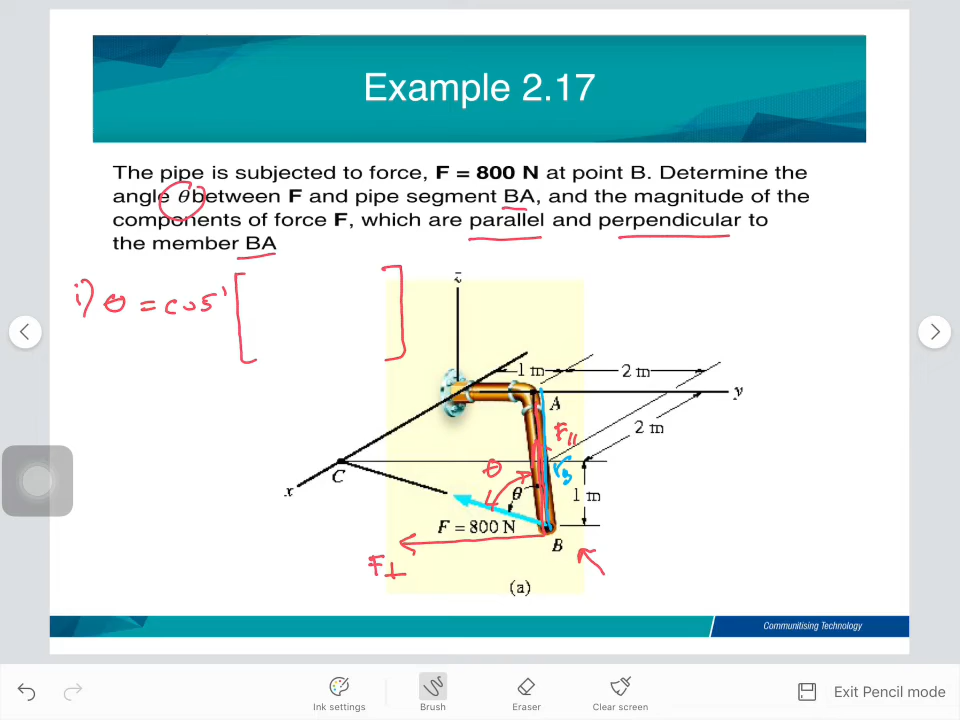 Example 2.17
The pipe is subjected to force, F = 800 N at point B. Determine the
angle θ between F and pipe segment BA, and the magnitude of the
components of force F, which are parallel and perpendicular to
the member BA
i) θ = cos⁻¹ [ ]
z
1 m
2 m
A
y
2 m
F//
C
θ
rB
x
θ
1 m
F = 800 N
B
F⊥
(a)
Communitising Technology
Ink settings
Brush
Eraser
Clear screen
Exit Pencil mode